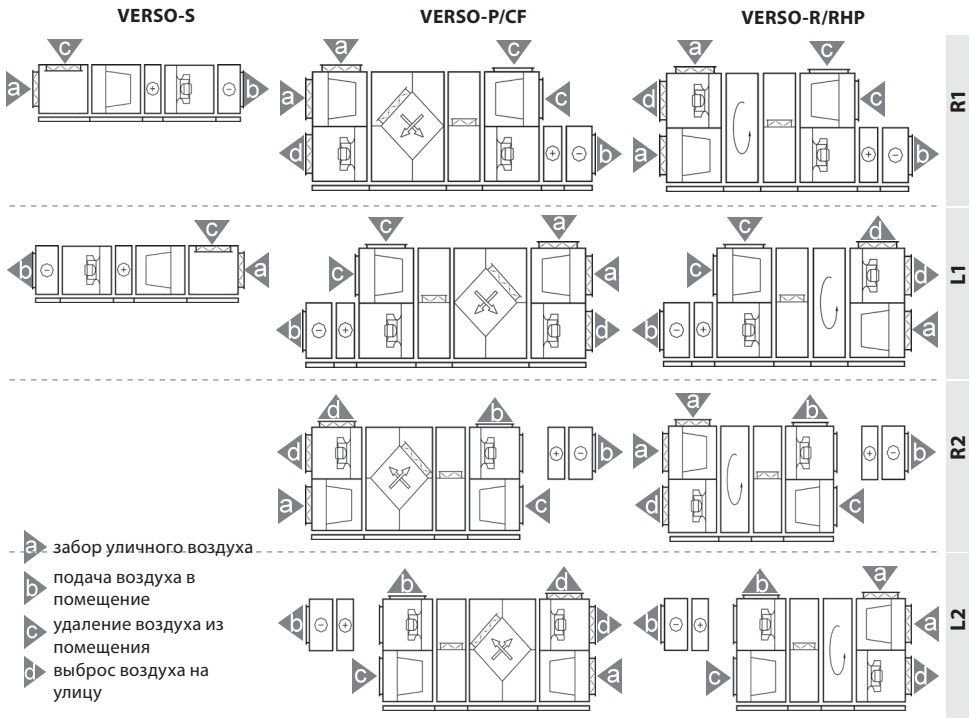 VERSO-S
VERSO-P/CF
VERSO-R/RHP
c
a
b
a
c
a
c
d
b
a
c
d
c
a
b
R1
c
b
a
c
a
c
a
b
d
c
d
c
d
b
a
L1
d
b
d
b
a
c
a
b
a
b
d
c
R2
a забор уличного воздуха
b подача воздуха в
помещение
c удаление воздуха из
помещения
d выброс воздуха на
улицу
b
d
b
d
c
a
b
a
b
a
c
d
L2